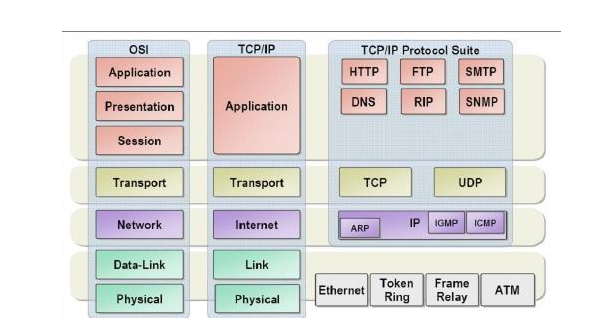 OSI
TCP/IP
TCP/IP Protocol Suite
Application
Presentation
Session
Application
HTTP
FTP
SMTP
DNS
RIP
SNMP
Transport
Transport
TCP
UDP
Network
Internet
ARP
IP
IGMP
ICMP
Data-Link
Link
Physical
Physical
Ethernet
Token
Ring
Frame
Relay
ATM